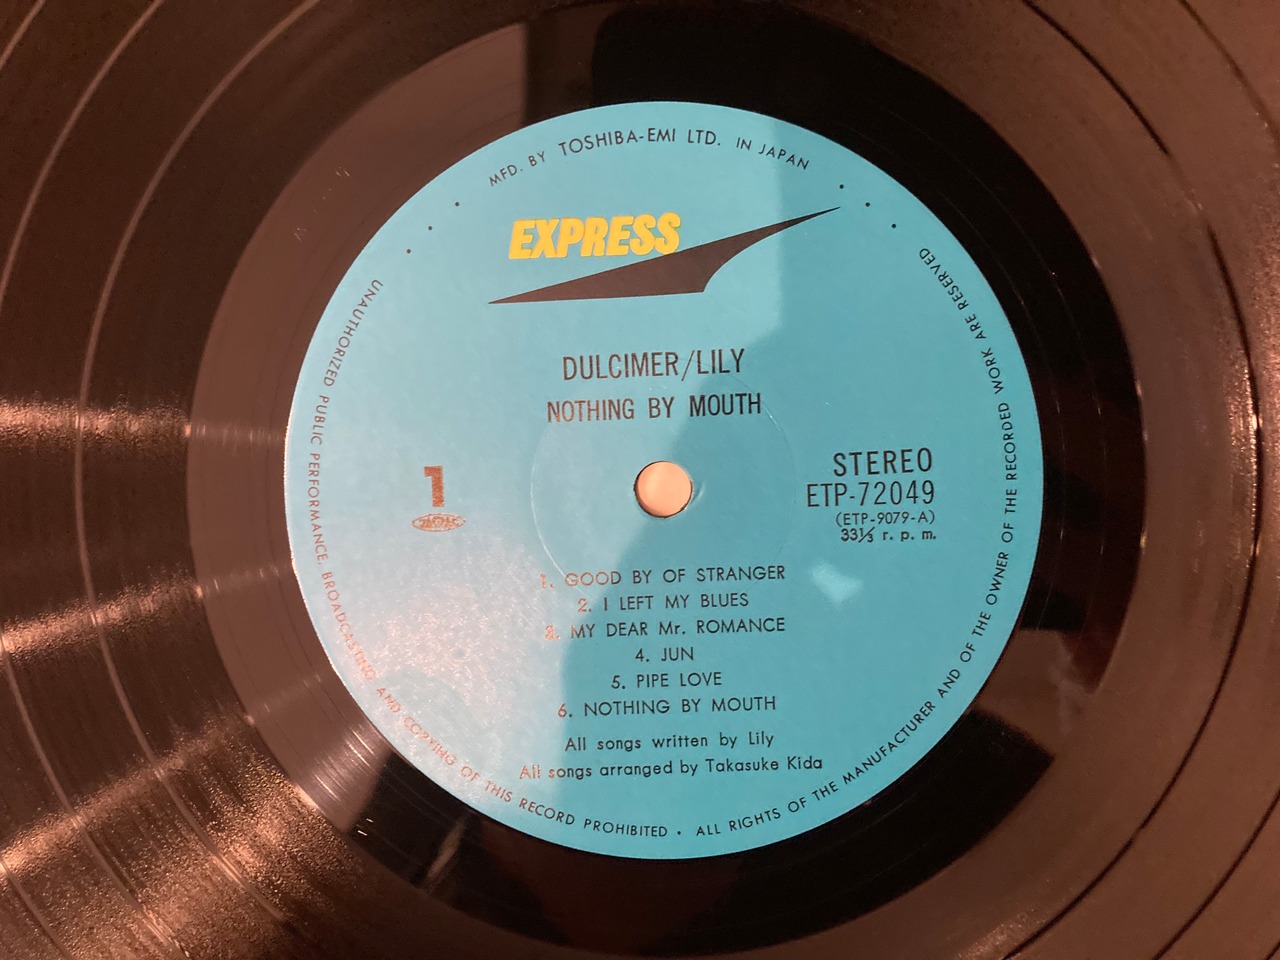 MFD. BY TOSHIBA-EMI LTD. IN JAPAN
EXPRESS
DULCIMER/LILY
NOTHING BY MOUTH
1
STEREO
ETP-72049
(ETP-9079-A)
33⅓ r. p. m.
1. GOOD BY OF STRANGER
2. I LEFT MY BLUES
3. MY DEAR Mr. ROMANCE
4. JUN
5. PIPE LOVE
6. NOTHING BY MOUTH
All songs written by Lily
All songs arranged by Takasuke Kida
UNAUTHORIZED PUBLIC PERFORMANCE, BROADCASTING AND COPYING OF THIS RECORD PROHIBITED • ALL RIGHTS OF THE MANUFACTURER AND OF THE OWNER OF THE RECORDED WORK ARE RESERVED